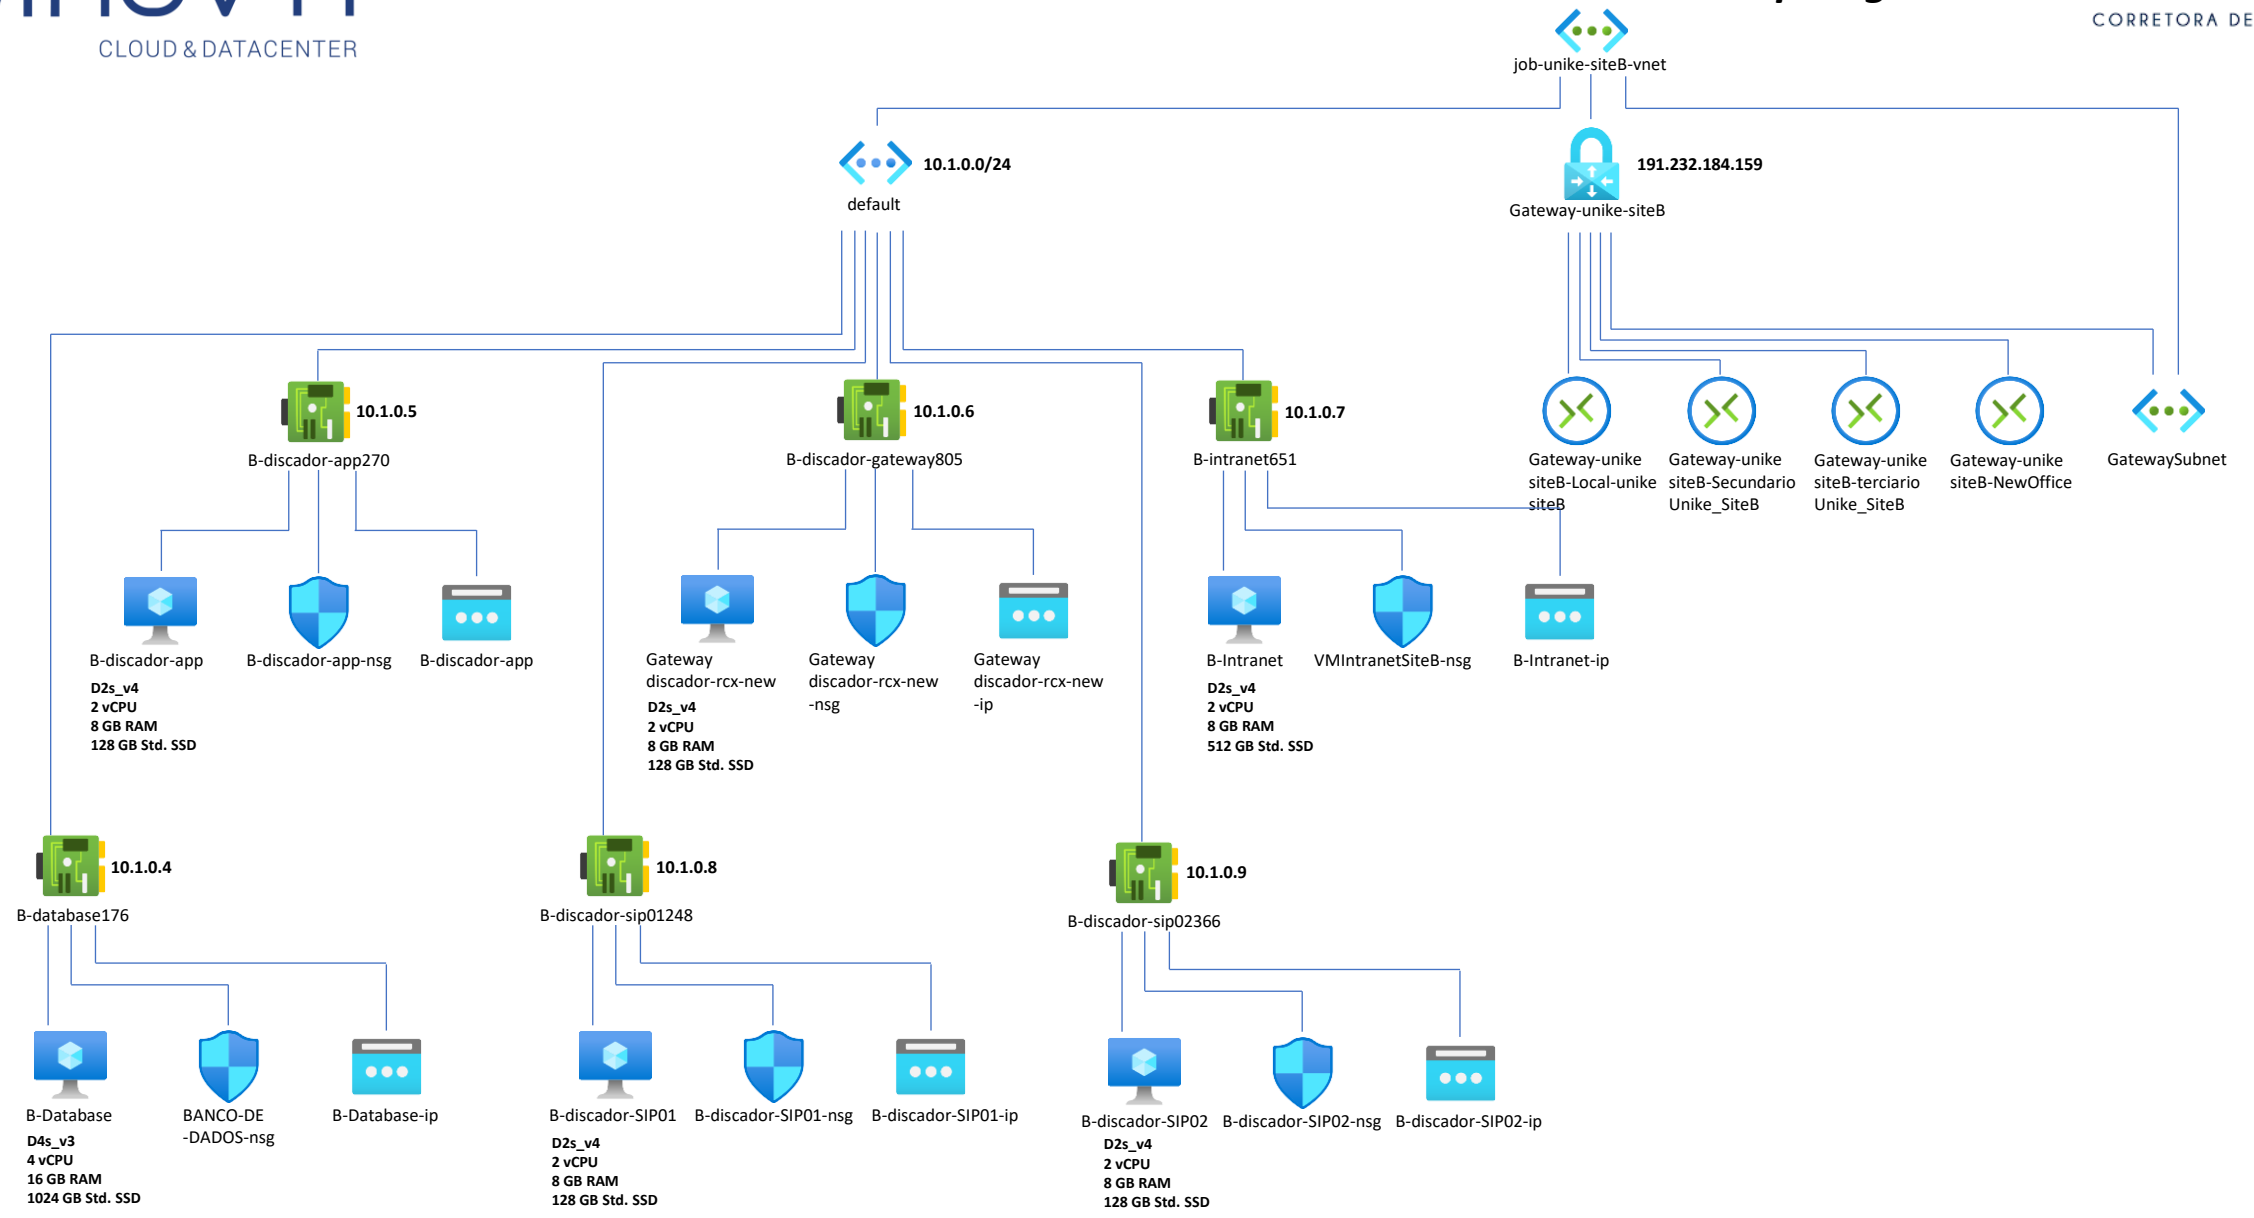 CLOUD & DATACENTER
CORRETORA DE
job-unike-siteB-vnet
10.1.0.0/24
default
191.232.184.159
Gateway-unike-siteB
10.1.0.5
B-discador-app270
10.1.0.6
B-discador-gateway805
10.1.0.7
B-intranet651
Gateway-unike
siteB-Local-unike
siteB
Gateway-unike
siteB-Secundario
Unike_SiteB
Gateway-unike
siteB-terciario
Unike_SiteB
Gateway-unike
siteB-NewOffice
GatewaySubnet
B-discador-app
D2s_v4
2 vCPU
8 GB RAM
128 GB Std. SSD
B-discador-app-nsg
B-discador-app
Gateway
discador-rcx-new
D2s_v4
2 vCPU
8 GB RAM
128 GB Std. SSD
Gateway
discador-rcx-new
-nsg
Gateway
discador-rcx-new
-ip
B-Intranet
D2s_v4
2 vCPU
8 GB RAM
512 GB Std. SSD
VMIntranetSiteB-nsg
B-Intranet-ip
10.1.0.4
B-database176
10.1.0.8
B-discador-sip01248
10.1.0.9
B-discador-sip02366
B-Database
D4s_v3
4 vCPU
16 GB RAM
1024 GB Std. SSD
BANCO-DE
-DADOS-nsg
B-Database-ip
B-discador-SIP01
D2s_v4
2 vCPU
8 GB RAM
128 GB Std. SSD
B-discador-SIP01-nsg
B-discador-SIP01-ip
B-discador-SIP02
D2s_v4
2 vCPU
8 GB RAM
128 GB Std. SSD
B-discador-SIP02-nsg
B-discador-SIP02-ip